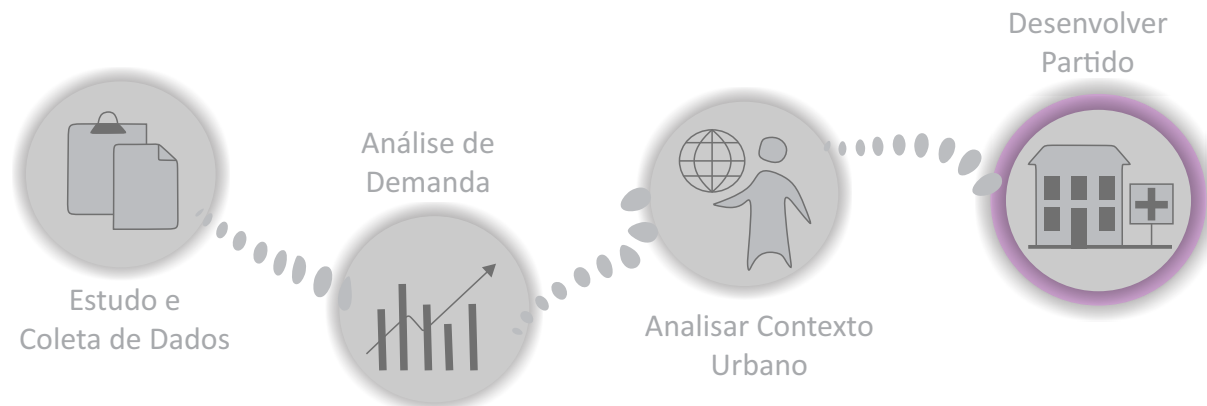 Estudo e
Coleta de Dados
Análise de
Demanda
Analisar Contexto
Urbano
Desenvolver
Partido